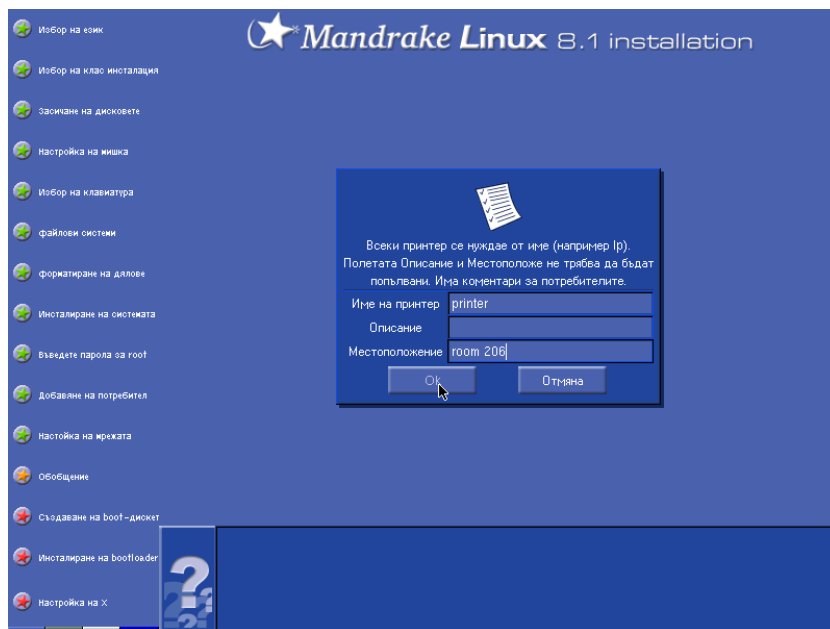 Mandrake Linux 8.1 installation
Избор на език
Избор на клас инсталация
Засичане на дисковете
Настройка на мишка
Избор на клавиатура
файлови системи
форматиране на дялове
Инсталиране на системата
Въведете парола за root
Добавяне на потребител
Настойка на мрежата
Обобщение
Създаване на boot-дискет
Инсталиране на bootloader
Настройка на X
Всеки принтер се нуждае от име (например lp).
Полетата Описание и Местоположе не трябва да бъдат
попълвани. Има коментари за потребителите.
Име на принтер printer
Описание
Местоположение room 206
Ok Отмяна
???